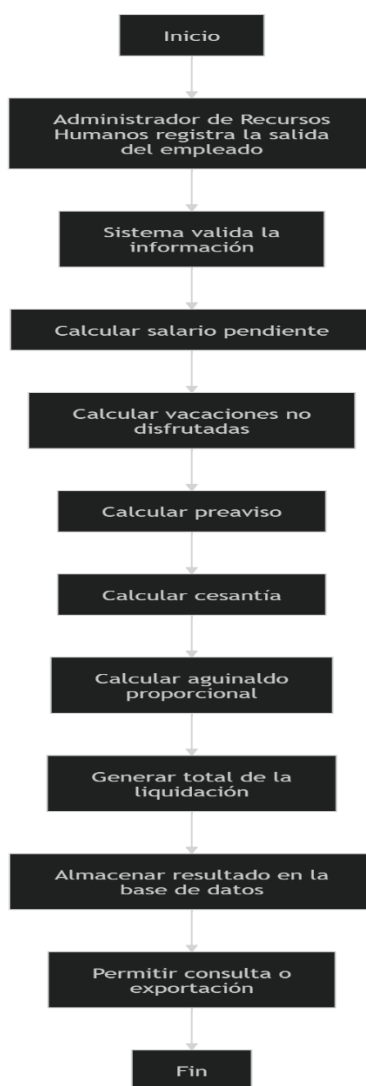 Inicio
Administrador de Recursos
Humanos registra la salida
del empleado
Sistema valida la
información
Calcular salario pendiente
Calcular vacaciones no
disfrutadas
Calcular preaviso
Calcular cesantía
Calcular aguinaldo
proporcional
Generar total de la
liquidación
Almacenar resultado en la
base de datos
Permitir consulta o
exportación
Fin